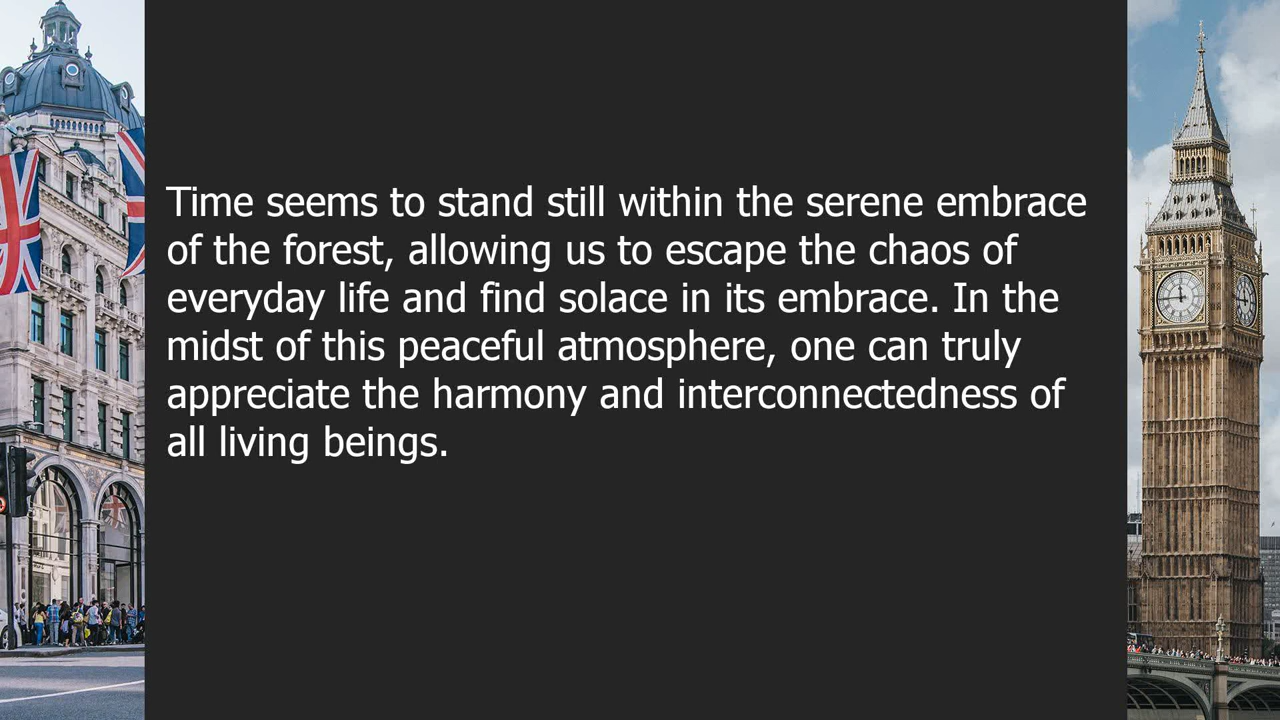 Time seems to stand still within the serene embrace
of the forest, allowing us to escape the chaos of
everyday life and find solace in its embrace. In the
midst of this peaceful atmosphere, one can truly
appreciate the harmony and interconnectedness of
all living beings.